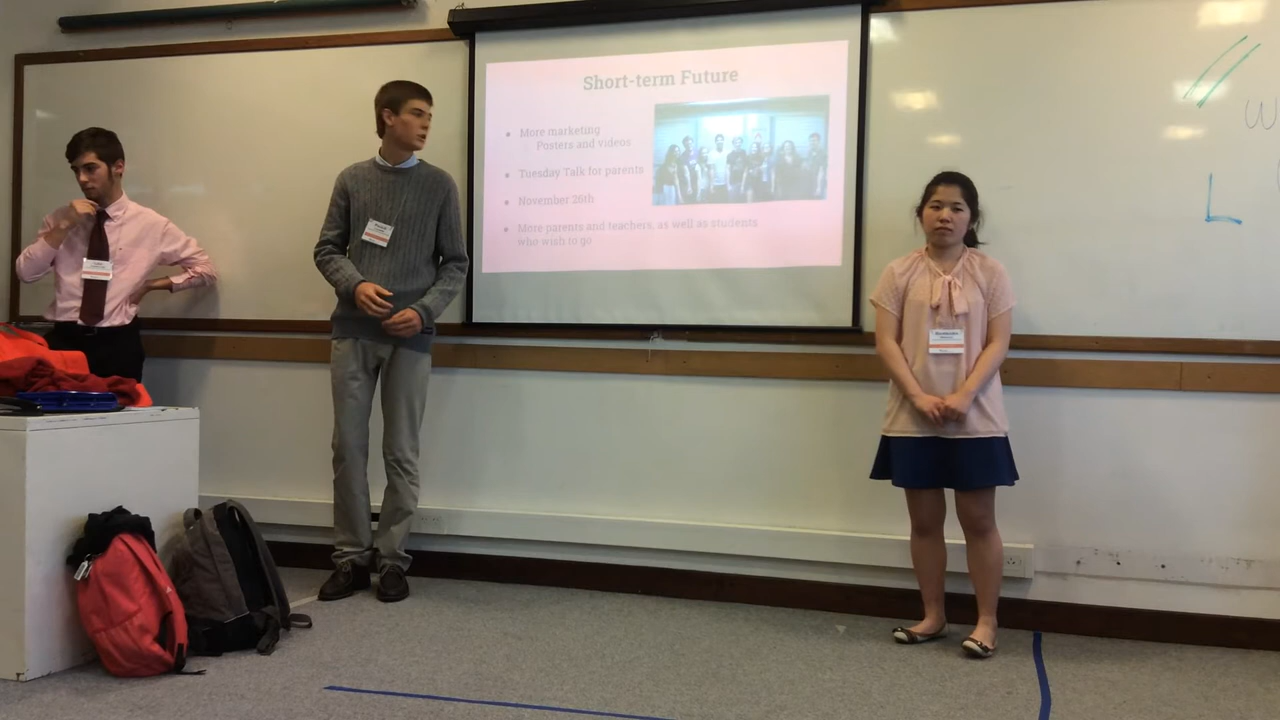 Short-term Future
● More marketing
Posters and videos
● Tuesday Talk for parents
● November 26th
● More parents and teachers, as well as students
who wish to go
W
L